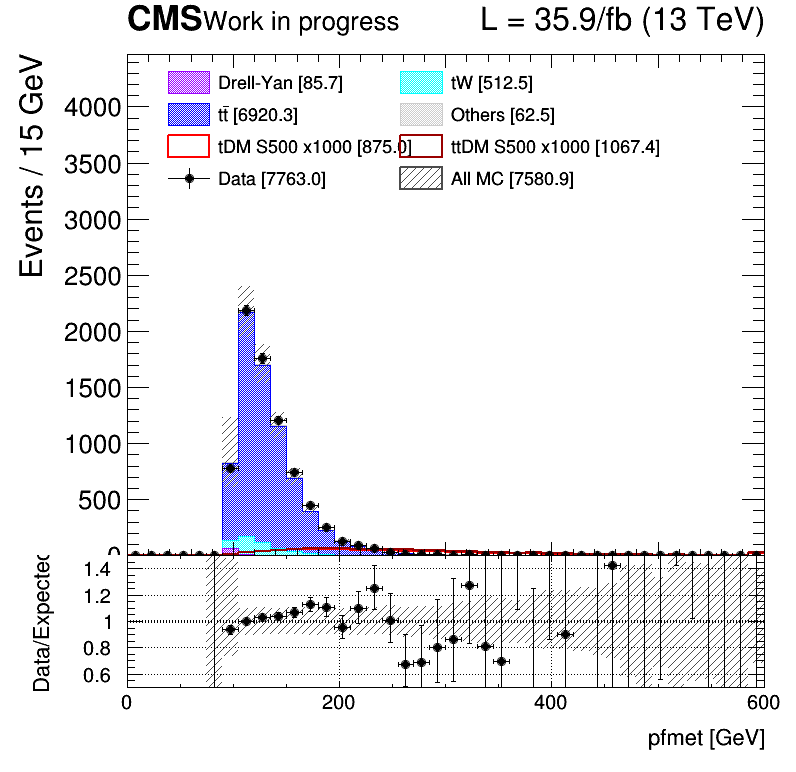 CMS Work in progress L = 35.9/fb (13 TeV)
Events / 15 GeV
Drell-Yan [85.7] tW [512.5]
tt̄ [6920.3] Others [62.5]
tDM S500 x1000 [875.0] ttDM S500 x1000 [1067.4]
Data [7763.0] All MC [7580.9]
4000
3500
3000
2500
2000
1500
1000
500
0
Data/Expected
1.4
1.2
1
0.8
0.6
0 200 400 600
pfmet [GeV]